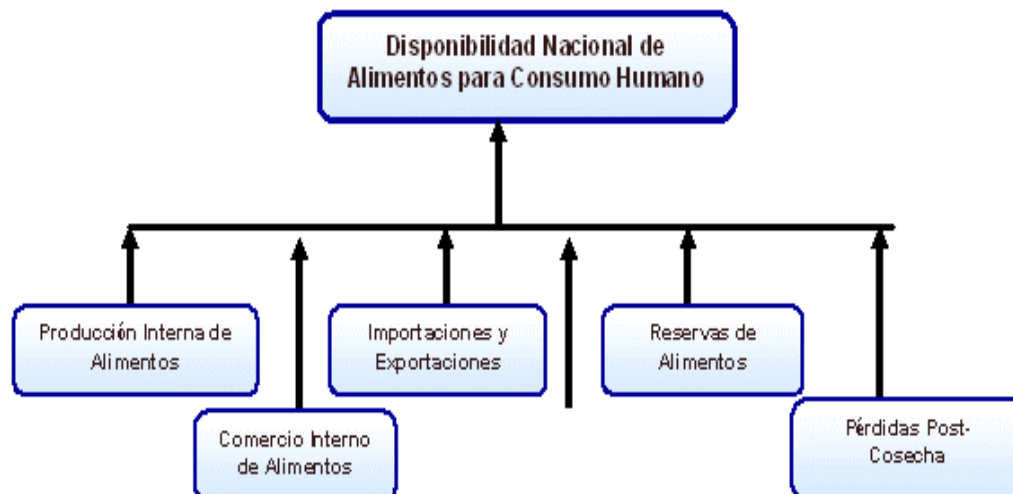 Disponibilidad Nacional de
Alimentos para Consumo Humano
Producción Interna de
Alimentos
Importaciones y
Exportaciones
Reservas de
Alimentos
Comercio Interno
de Alimentos
Pérdidas Post-
Cosecha